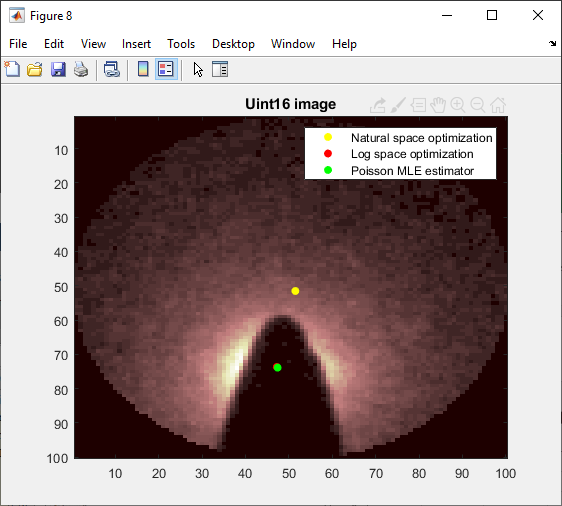 Figure 8
File Edit View Insert Tools Desktop Window Help
Uint16 image
Natural space optimization
Log space optimization
Poisson MLE estimator
10
20
30
40
50
60
70
80
90
100
10 20 30 40 50 60 70 80 90 100